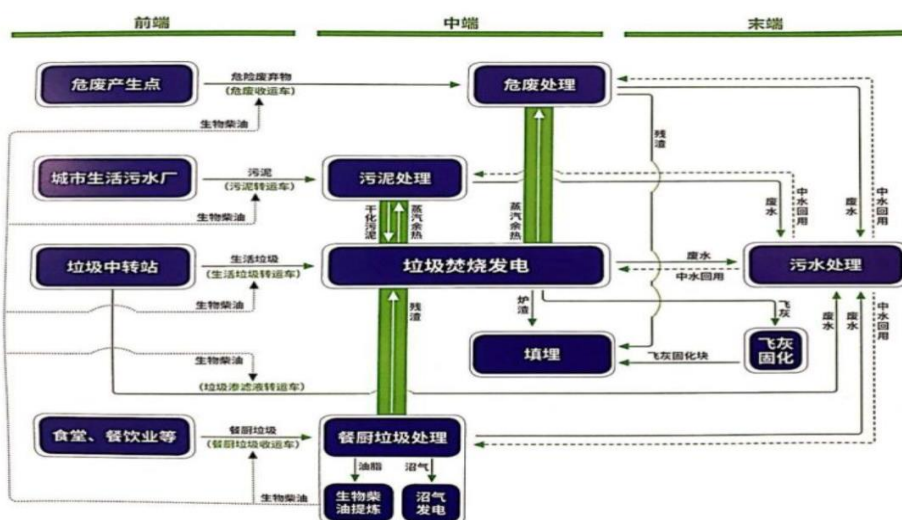 前端
中端
末端
危废产生点
危险废弃物
(危废收运车)
危废处理
生物柴油
残渣
城市生活污水厂
污泥
(污泥转运车)
污泥处理
生物柴油
干化污泥
蒸汽余热
蒸汽余热
废水
中水回用
废水
中水回用
垃圾中转站
生活垃圾
(生活垃圾转运车)
垃圾焚烧发电
废水
中水回用
污水处理
生物柴油
残渣
炉渣
飞灰
废水
废水
中水回用
填埋
飞灰固化块
飞灰
固化
生物柴油
(垃圾渗滤液转运车)
食堂、餐饮业等
餐厨垃圾
(餐厨垃圾收运车)
餐厨垃圾处理
油脂
沼气
生物柴油
生物柴
油提炼
沼气
发电